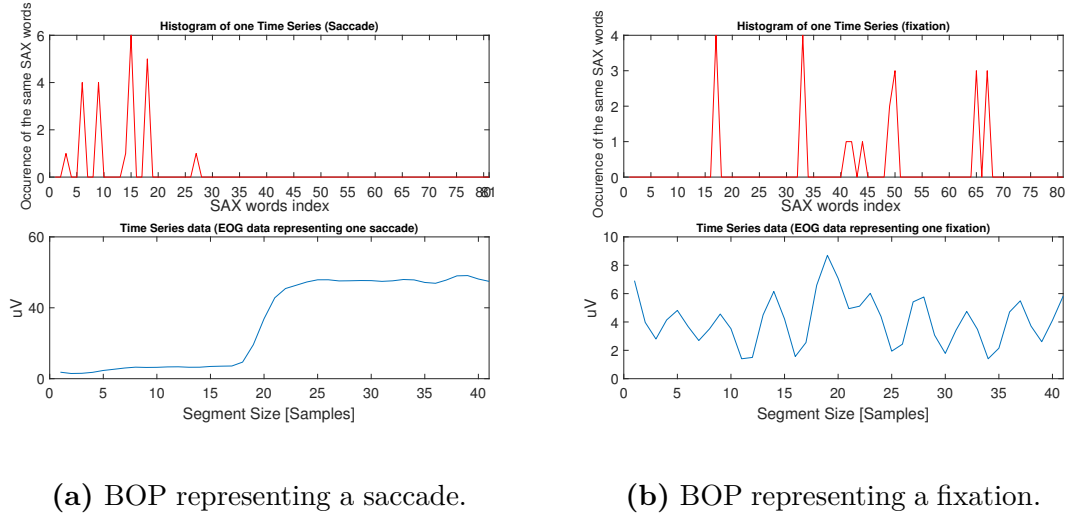 Histogram of one Time Series (Saccade)
Occurrence of the same SAX words
6
4
2
0
0 5 10 15 20 25 30 35 40 45 50 55 60 65 70 75 80 81
SAX words index
Time Series data (EOG data representing one saccade)
uV
60
40
0
0 5 10 15 20 25 30 35 40
Segment Size [Samples]
(a) BOP representing a saccade.
Histogram of one Time Series (fixation)
Occurrence of the same SAX words
4
3
2
1
0
0 5 10 15 20 25 30 35 40 45 50 55 60 65 70 75 80
SAX words index
Time Series data (EOG data representing one fixation)
uV
10
8
6
4
2
0
0 5 10 15 20 25 30 35 40
Segment Size [Samples]
(b) BOP representing a fixation.